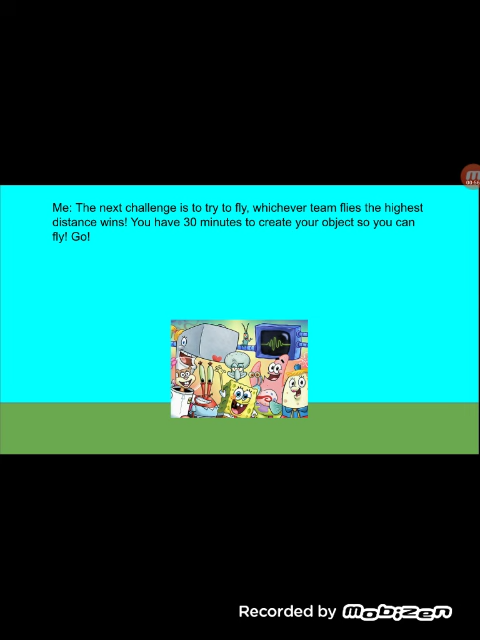 Me: The next challenge is to try to fly, whichever team flies the highest
distance wins! You have 30 minutes to create your object so you can
fly! Go!
Recorded by mobizen